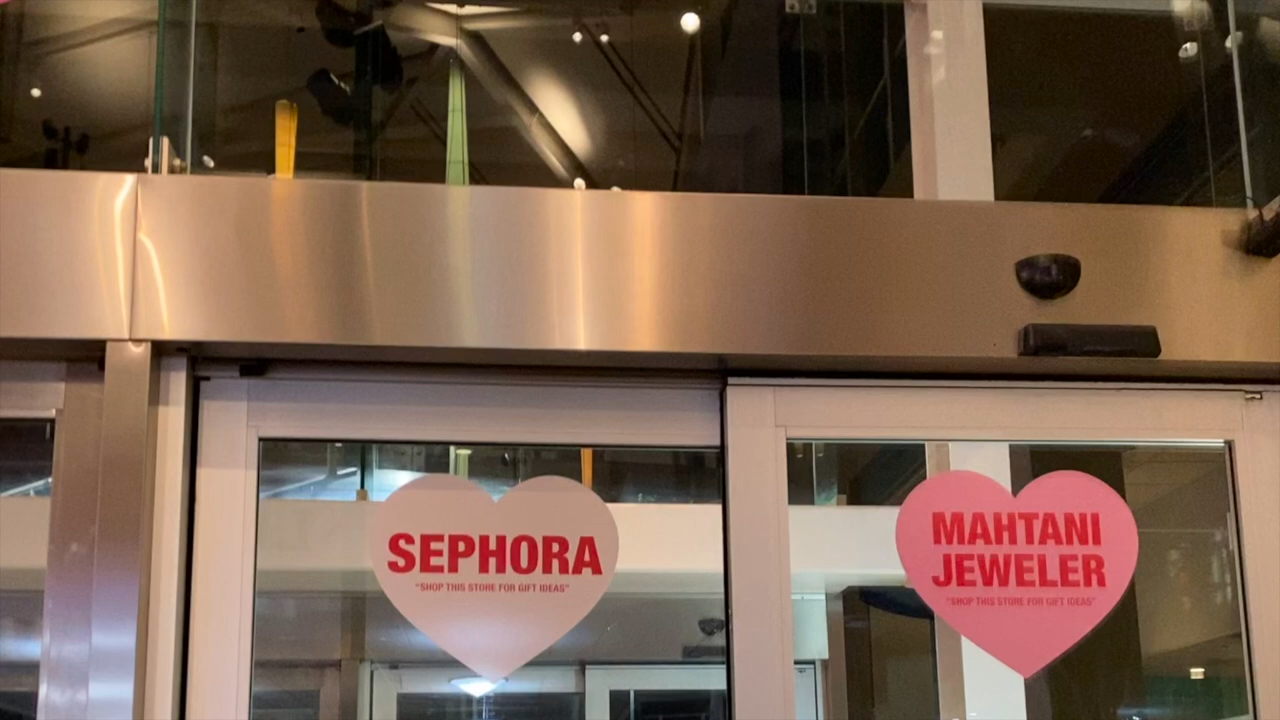 SEPHORA
"SHOP THIS STORE FOR GIFT IDEAS"
MAHTANI
JEWELER
"SHOP THIS STORE FOR GIFT IDEAS"